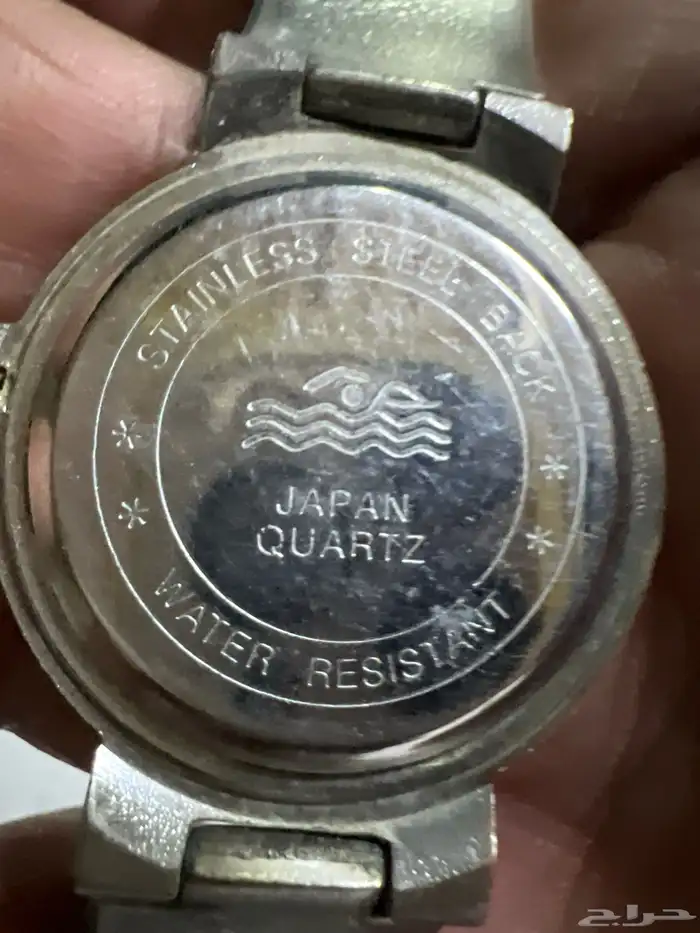 STAINLESS STEEL BACK
* *
JAPAN
QUARTZ
* *
WATER RESISTANT
حراج